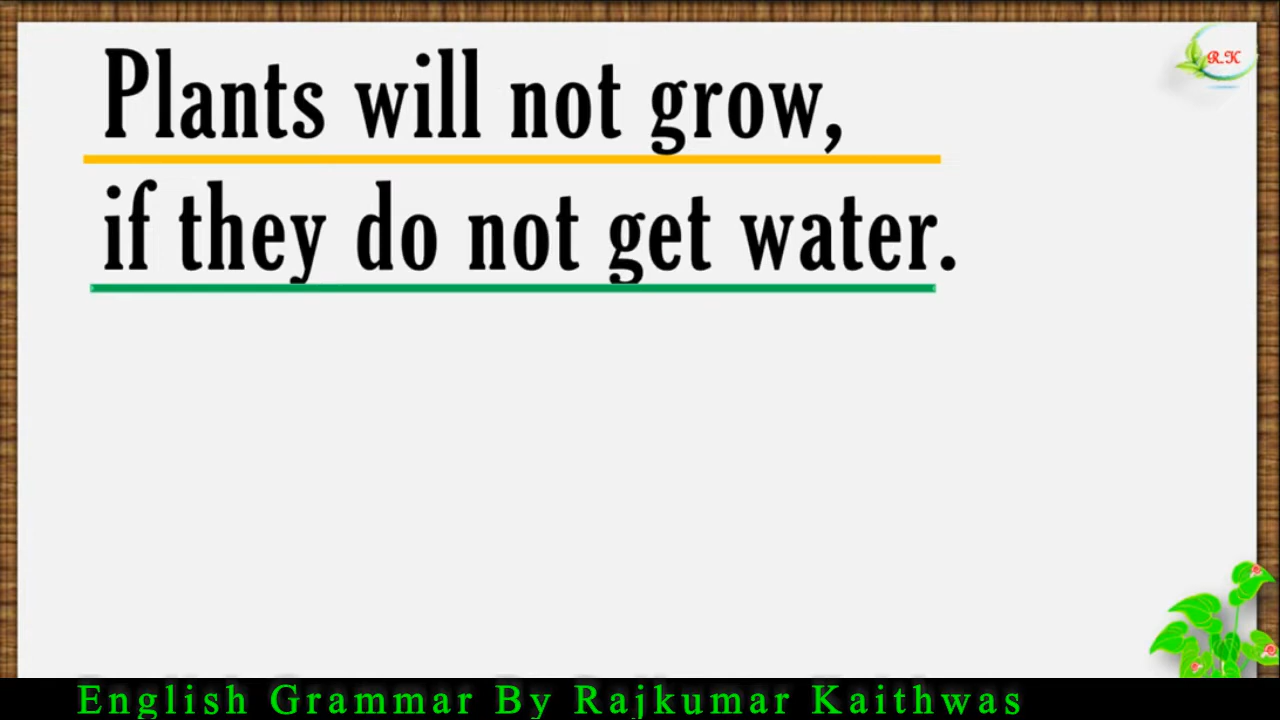 Plants will not grow,
if they do not get water.
R.K
English Grammar By Rajkumar Kaithwas